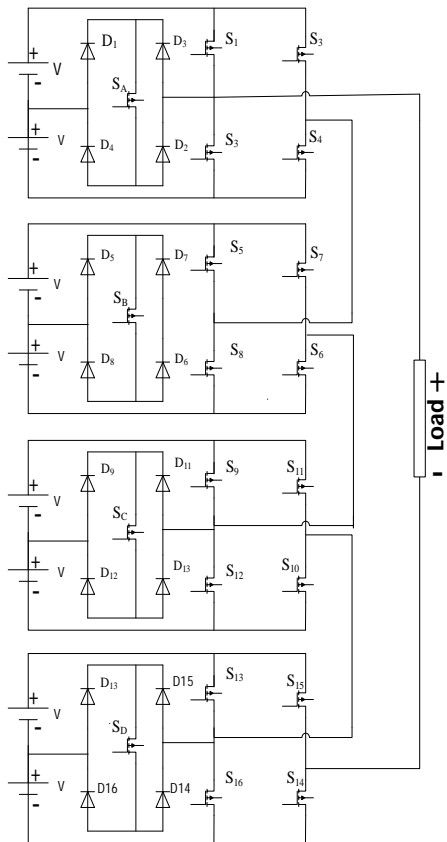 D1 D3 S1 S3
+ V - SA
+ - D4 D2 S3 S4
D5 D7 S5 S7
+ V - SB
+ V - D8 D6 S8 S6
Load + -
D9 D11 S9 S11
+ V - SC
+ V - D12 D13 S12 S10
D13 D15 S13 S15
+ V - SD
+ V - D16 D14 S16 S14